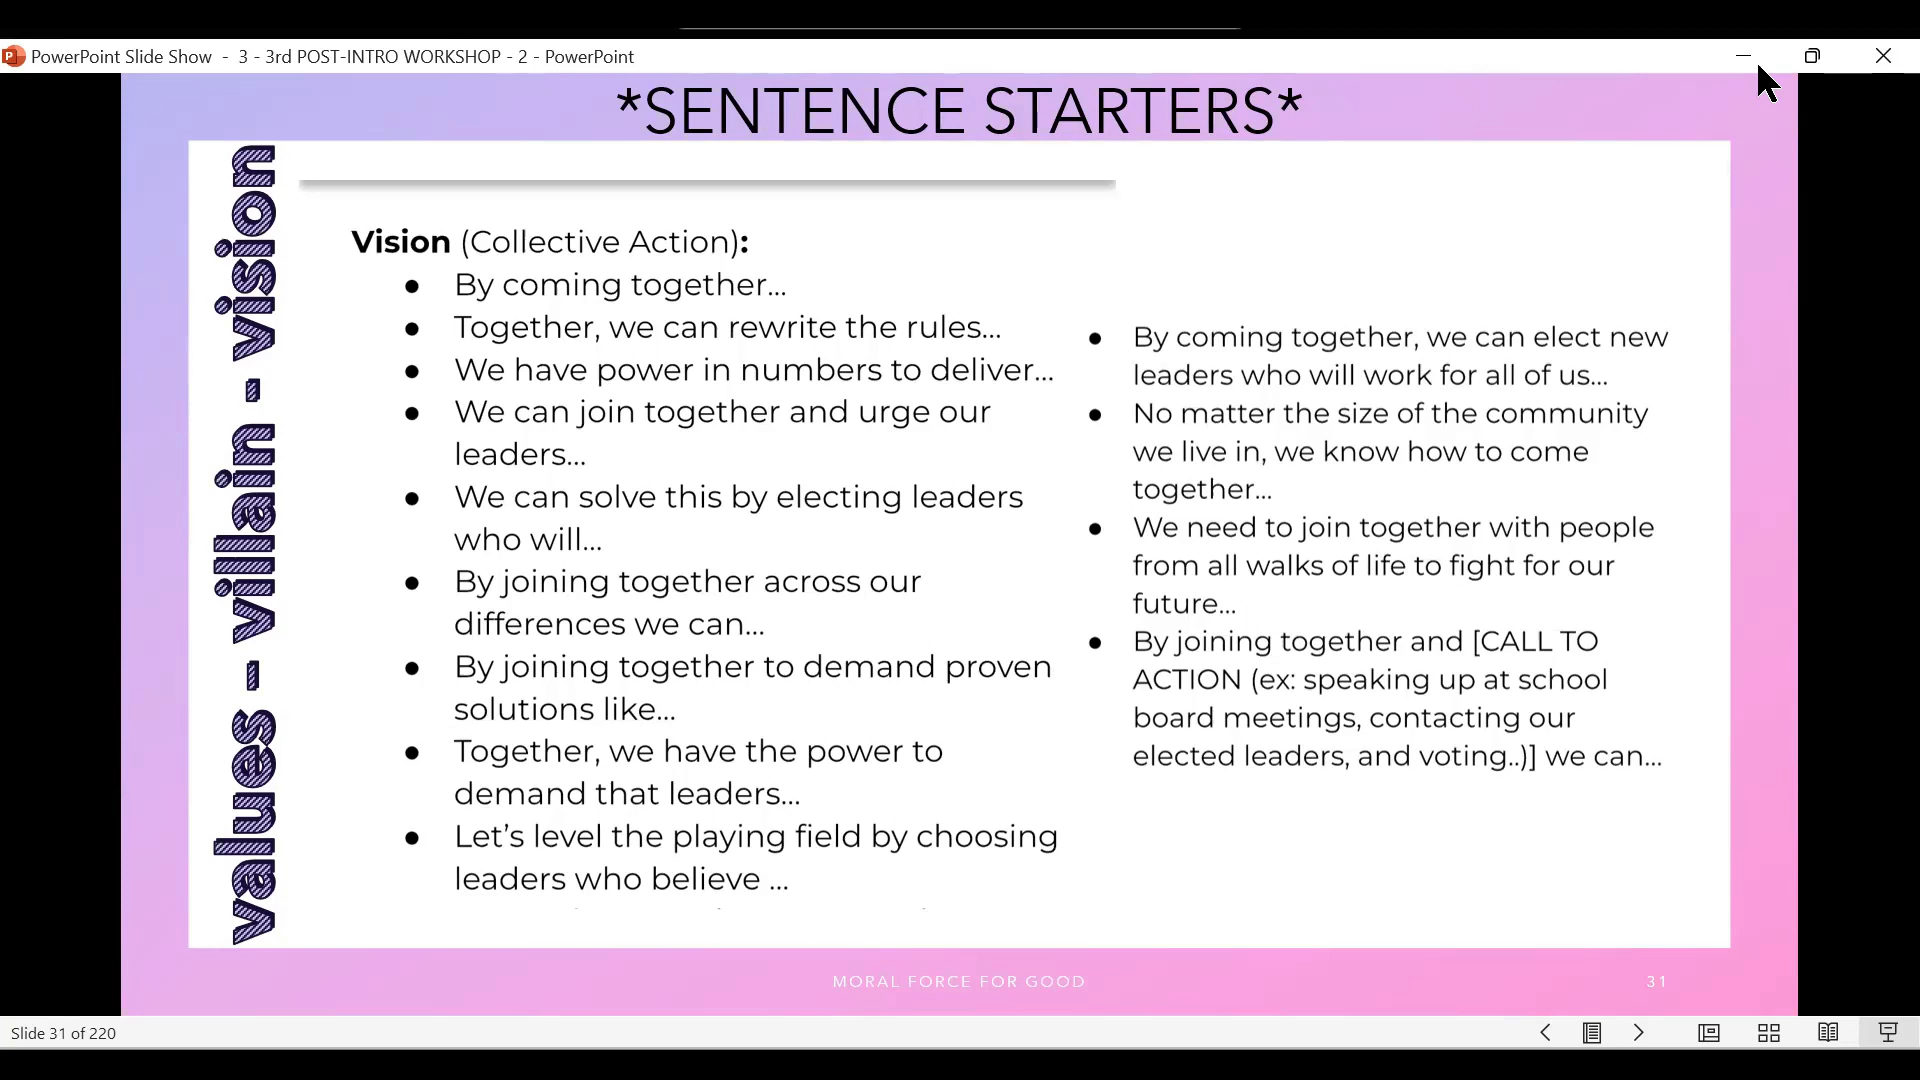 PowerPoint Slide Show - 3 - 3rd POST-INTRO WORKSHOP - 2 - PowerPoint
*SENTENCE STARTERS*
values – villain - vision
Vision (Collective Action):
● By coming together...
● Together, we can rewrite the rules...
● We have power in numbers to deliver...
● We can join together and urge our
leaders...
● We can solve this by electing leaders
who will...
● By joining together across our
differences we can...
● By joining together to demand proven
solutions like...
● Together, we have the power to
demand that leaders...
● Let’s level the playing field by choosing
leaders who believe ...
● By coming together, we can elect new
leaders who will work for all of us...
● No matter the size of the community
we live in, we know how to come
together...
● We need to join together with people
from all walks of life to fight for our
future...
● By joining together and [CALL TO
ACTION (ex: speaking up at school
board meetings, contacting our
elected leaders, and voting..)] we can...
MORAL FORCE FOR GOOD
31
Slide 31 of 220